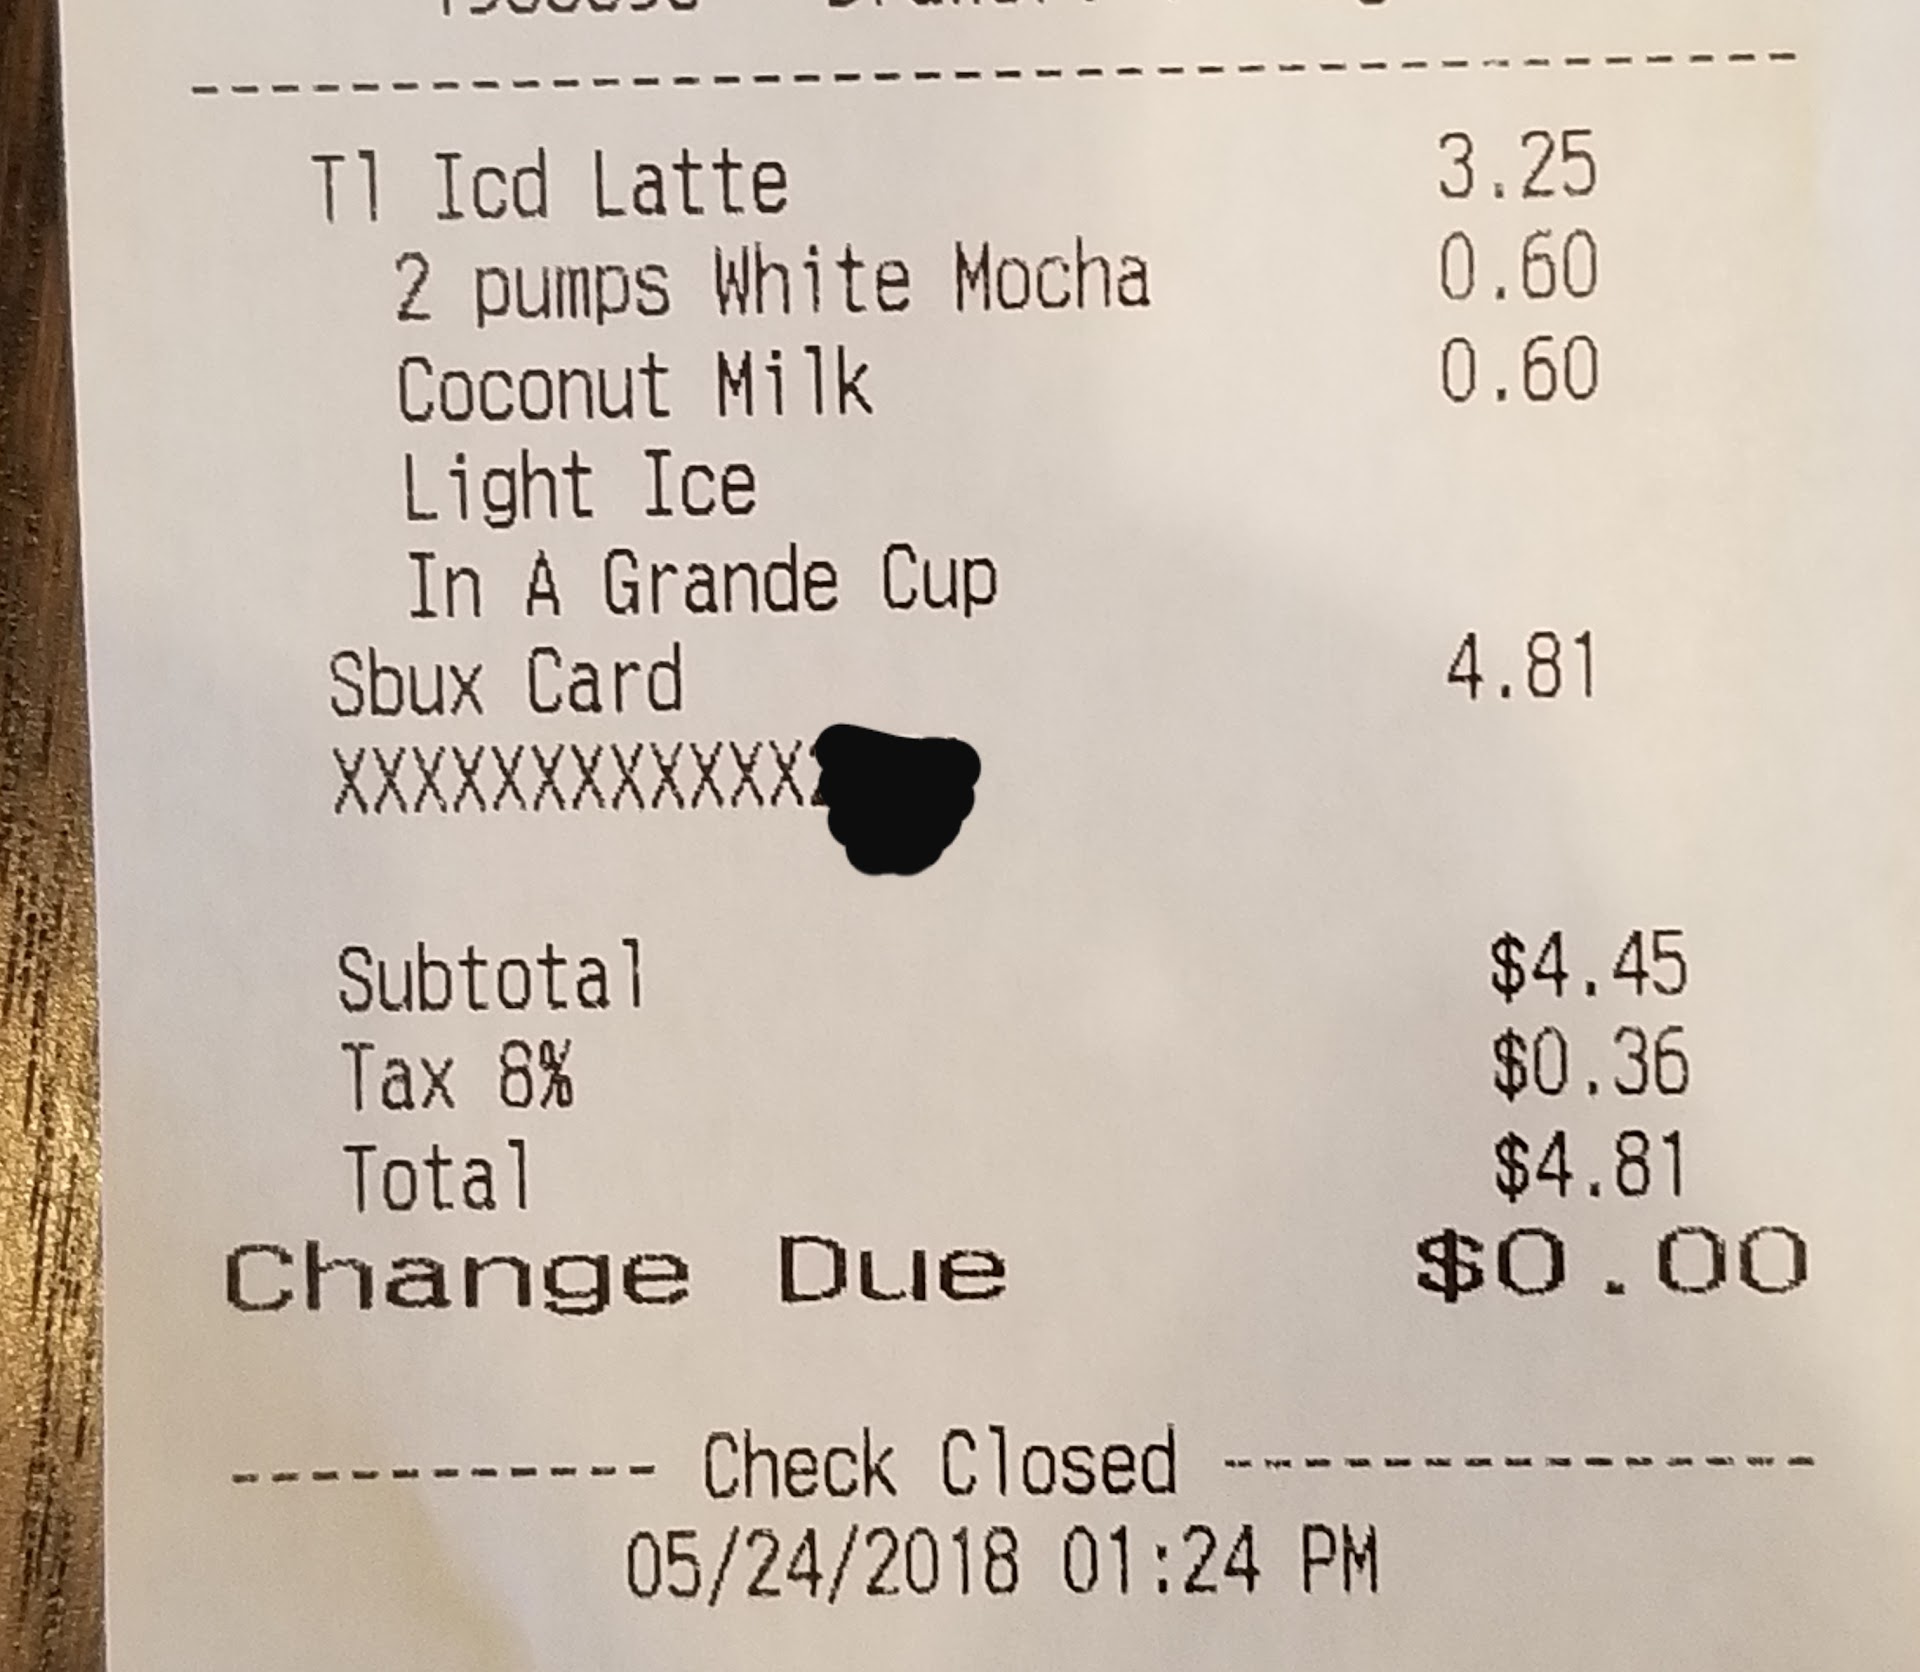 Tl Icd Latte 3.25
2 pumps White Mocha 0.60
Coconut Milk 0.60
Light Ice
In A Grande Cup
Sbux Card 4.81
XXXXXXXXXXXX
Subtotal $4.45
Tax 8% $0.36
Total $4.81
Change Due $0.00
----------- Check Closed ---------------
05/24/2018 01:24 PM